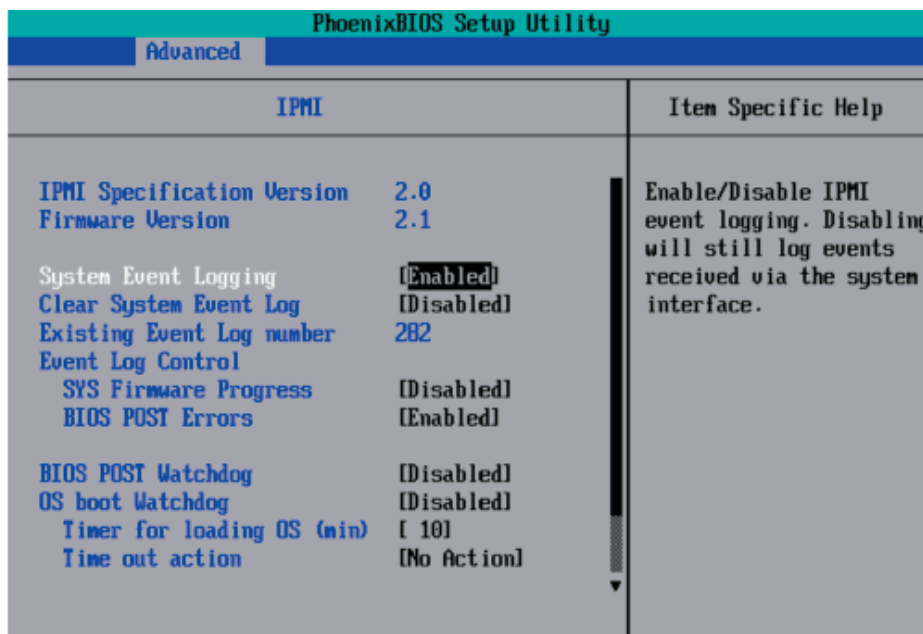 PhoenixBIOS Setup Utility
Advanced
IPMI
IPMI Specification Version 2.0
Firmware Version 2.1
System Event Logging [Enabled]
Clear System Event Log [Disabled]
Existing Event Log number 282
Event Log Control
SYS Firmware Progress [Disabled]
BIOS POST Errors [Enabled]
BIOS POST Watchdog [Disabled]
OS boot Watchdog [Disabled]
Timer for loading OS (min) [ 10]
Time out action [No Action]
Item Specific Help
Enable/Disable IPMI
event logging. Disabling
will still log events
received via the system
interface.